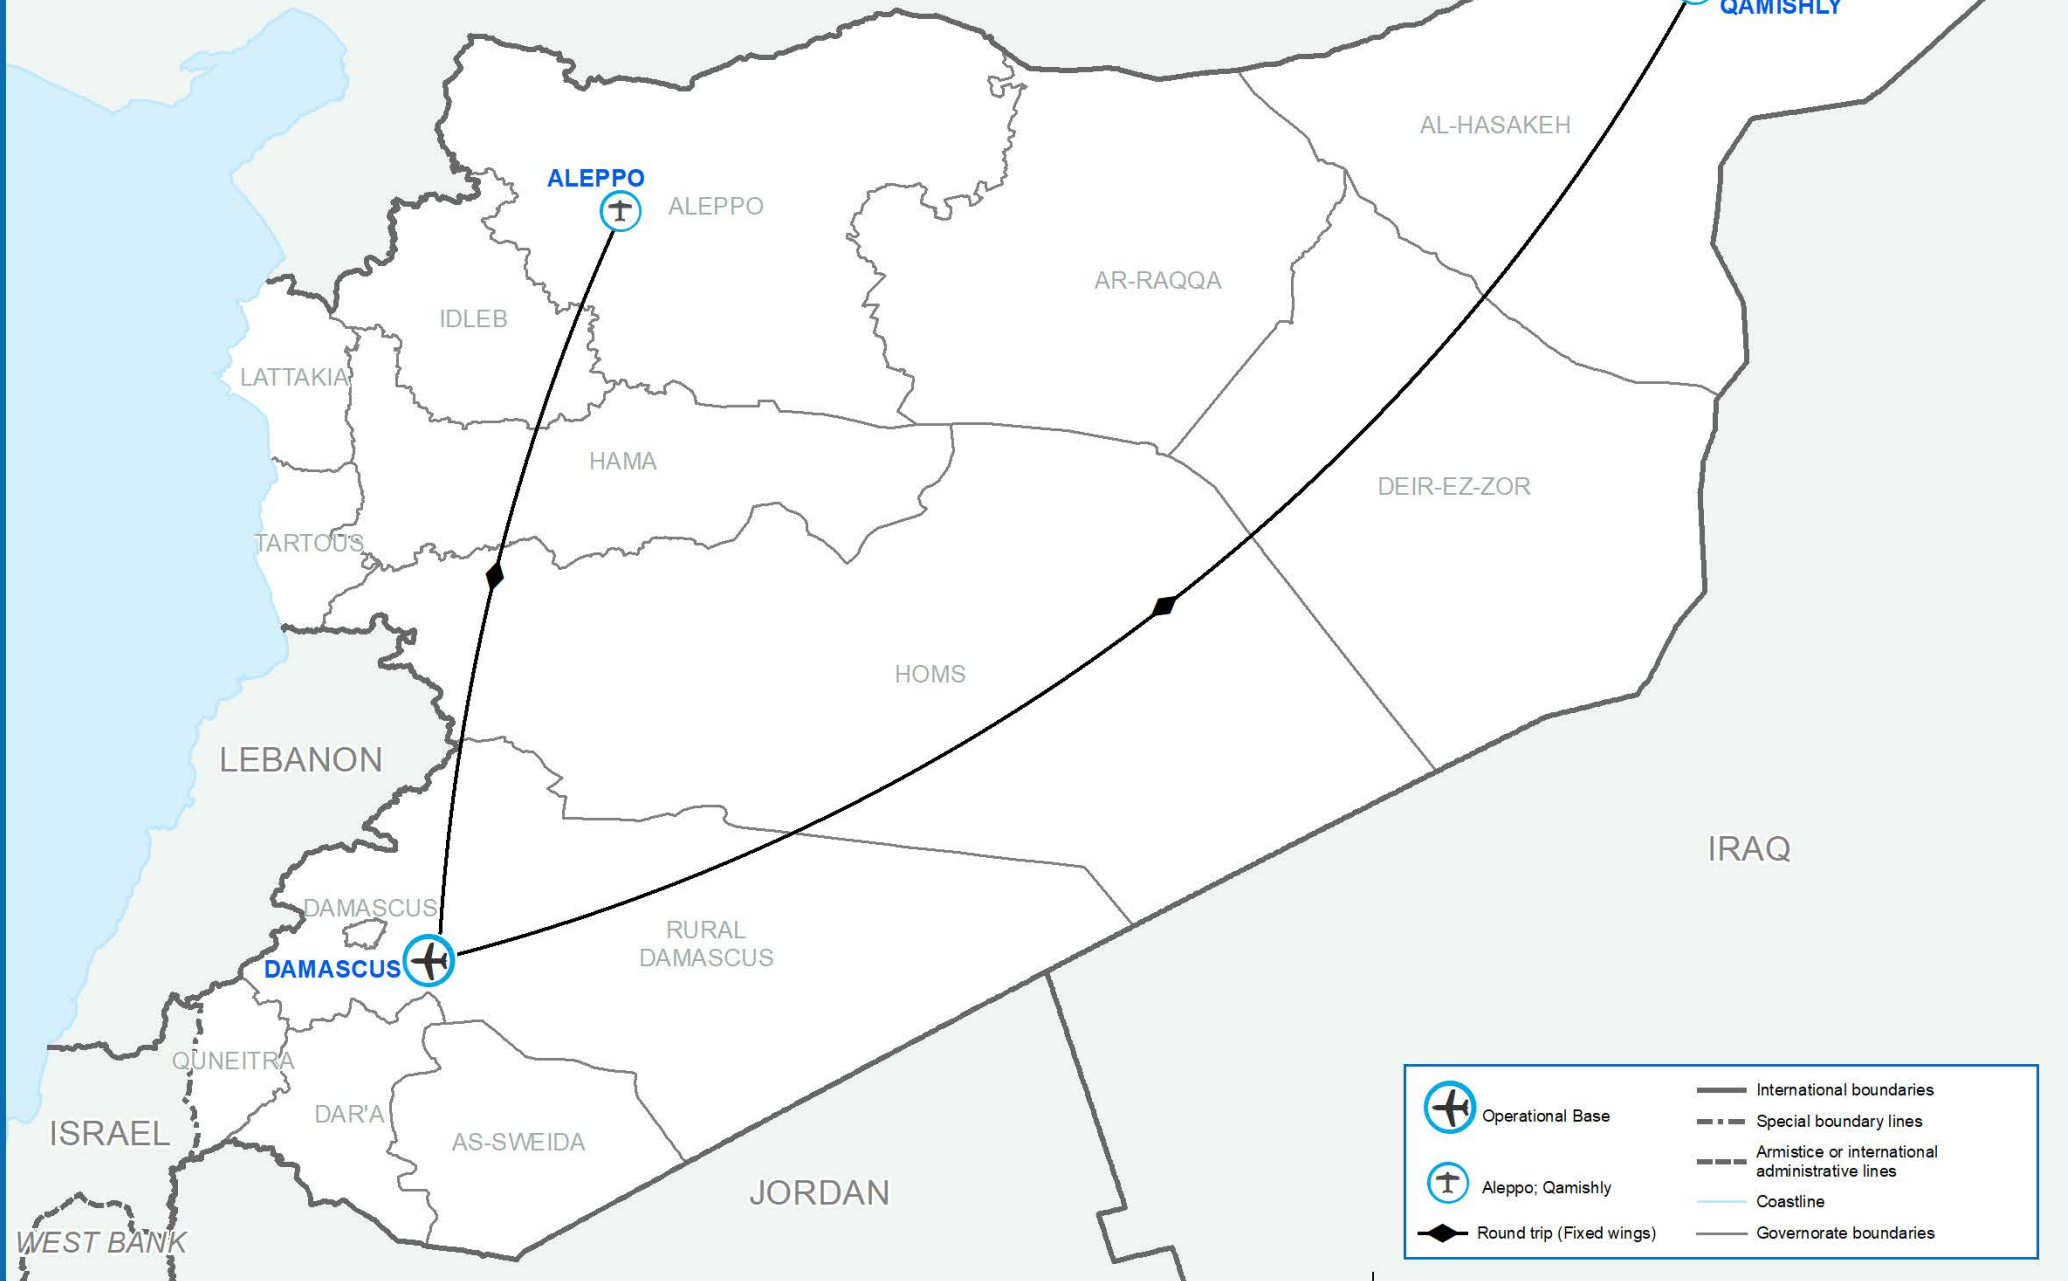 QAMISHLY
AL-HASAKEH
ALEPPO
ALEPPO
AR-RAQQA
IDLEB
LATTAKIA
HAMA
DEIR-EZ-ZOR
TARTOUS
HOMS
LEBANON
IRAQ
DAMASCUS
RURAL
DAMASCUS
DAMASCUS
QUNEITRA
DAR'A
ISRAEL
AS-SWEIDA
JORDAN
WEST BANK
Operational Base
Aleppo; Qamishly
Round trip (Fixed wings)
International boundaries
Special boundary lines
Armistice or international
administrative lines
Coastline
Governorate boundaries